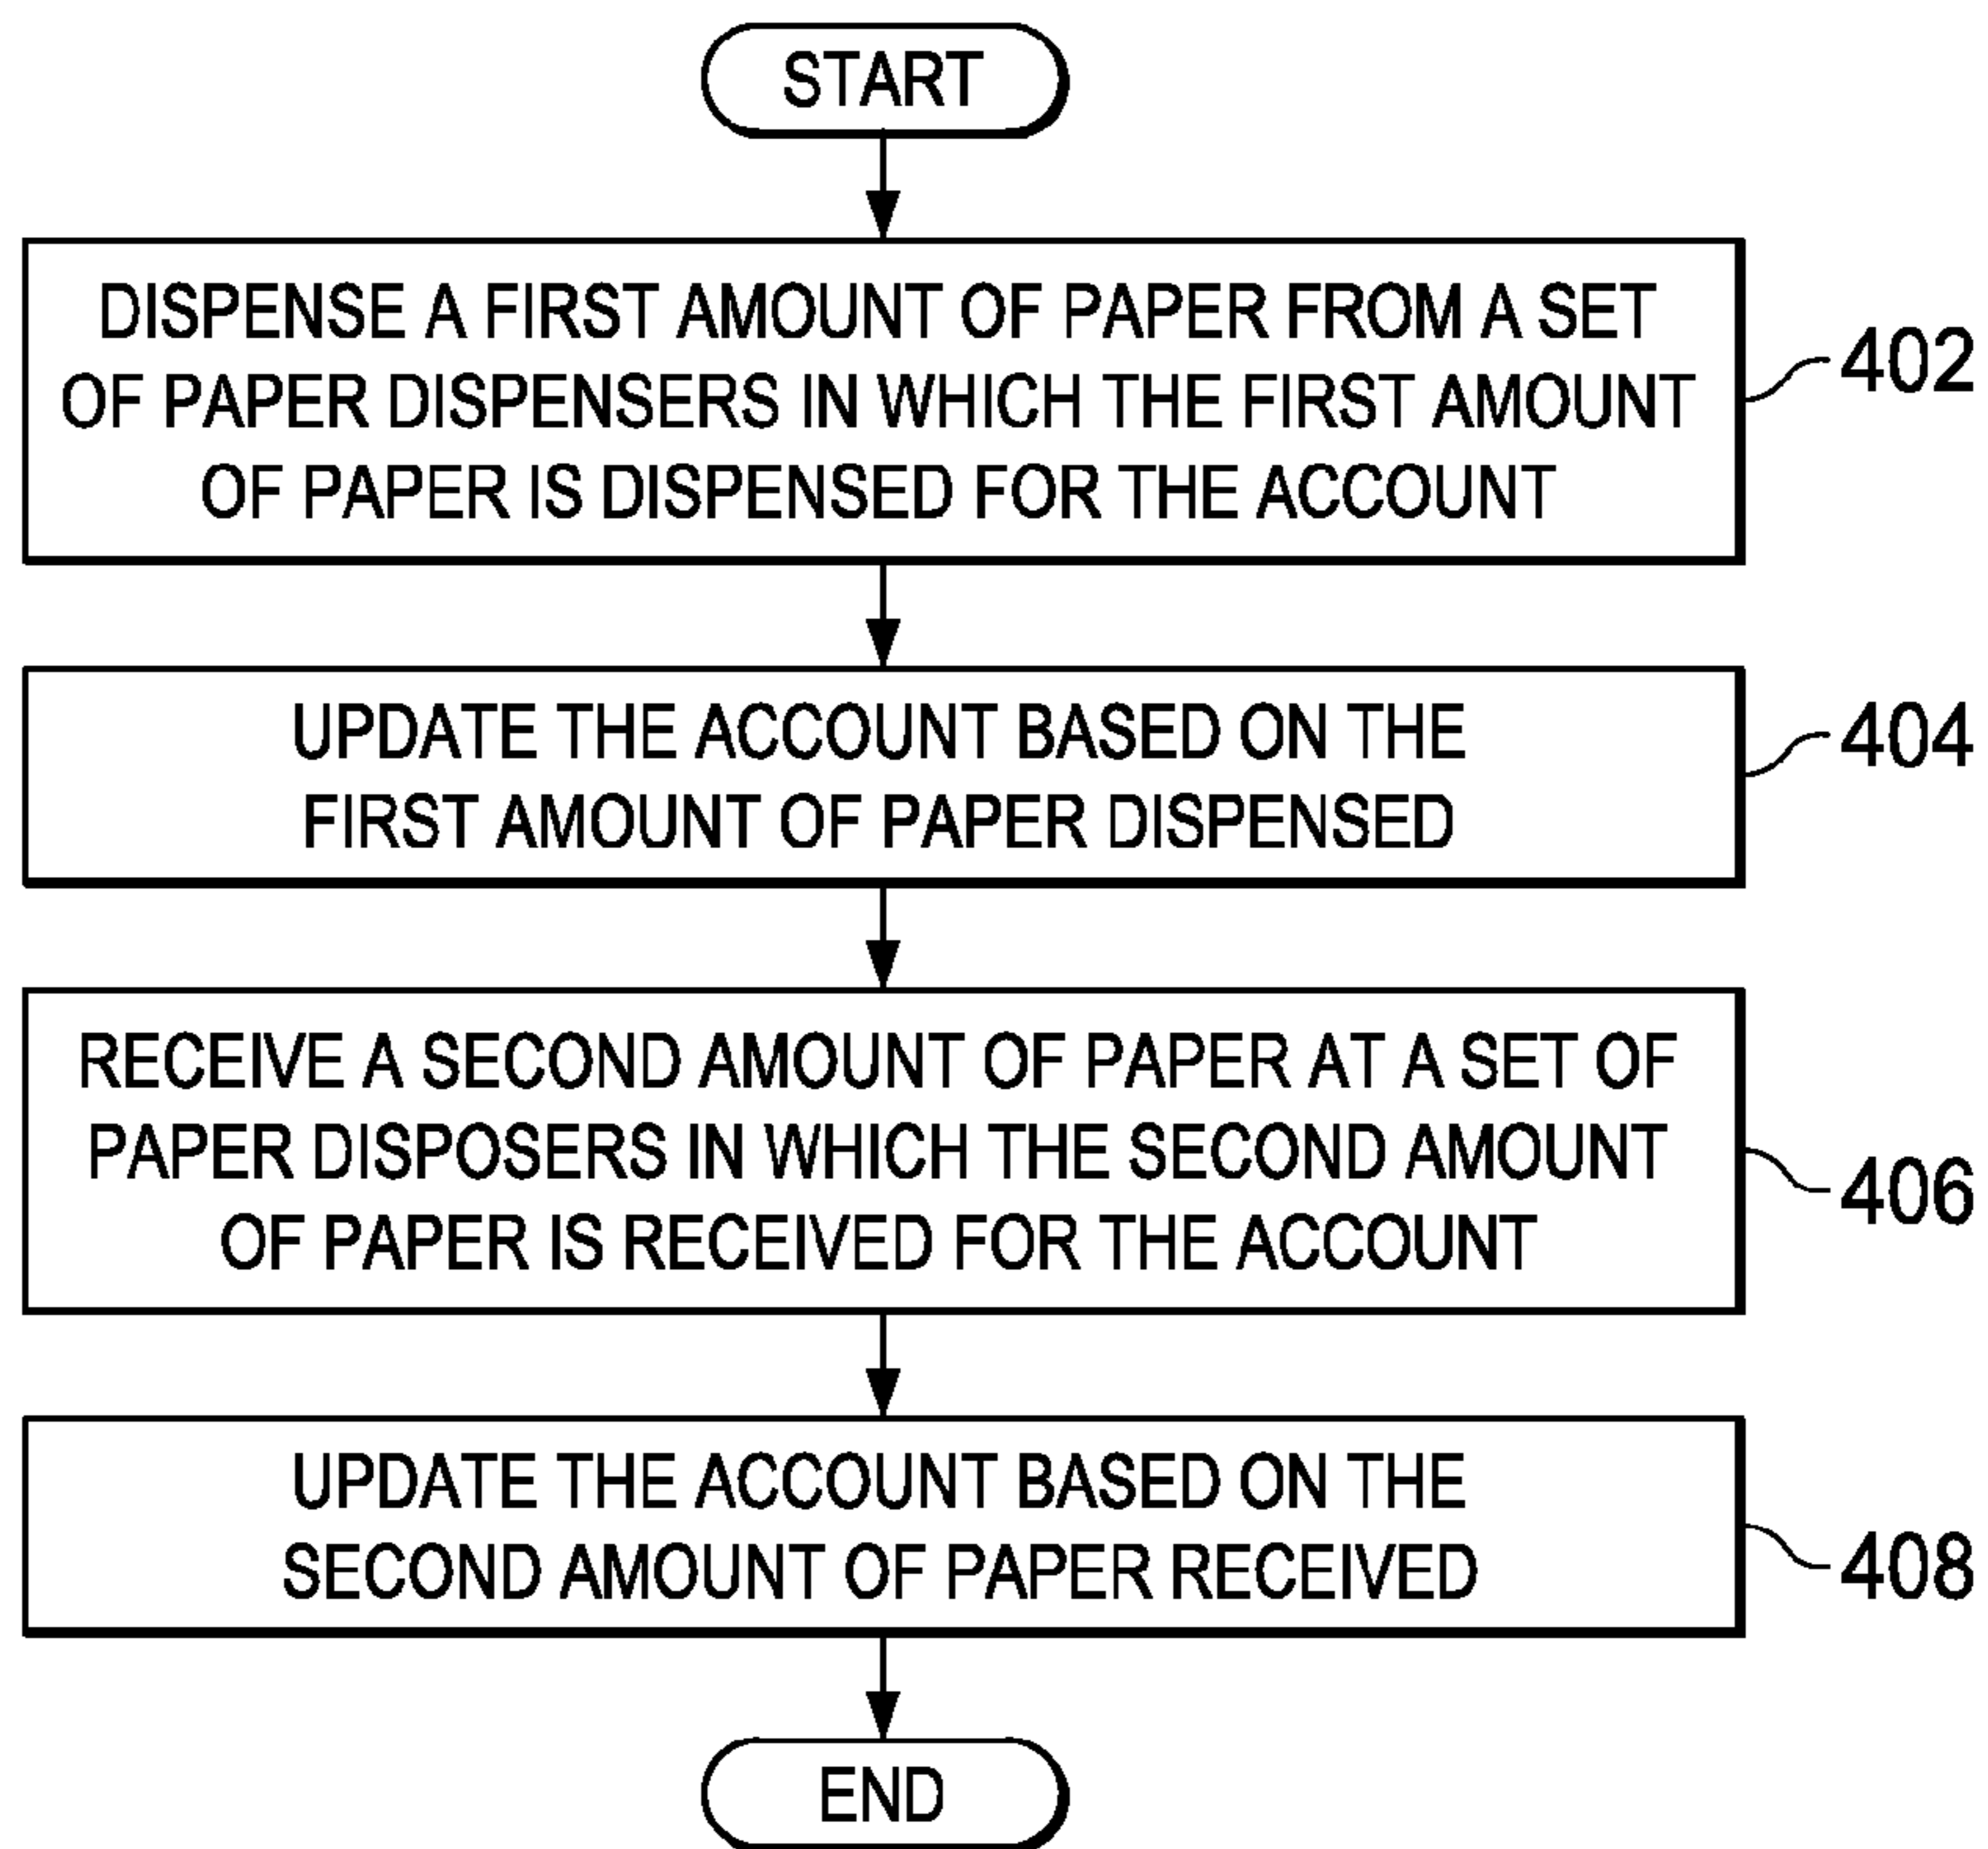 START
DISPENSE A FIRST AMOUNT OF PAPER FROM A SET
OF PAPER DISPENSERS IN WHICH THE FIRST AMOUNT
OF PAPER IS DISPENSED FOR THE ACCOUNT
402
UPDATE THE ACCOUNT BASED ON THE
FIRST AMOUNT OF PAPER DISPENSED
404
RECEIVE A SECOND AMOUNT OF PAPER AT A SET OF
PAPER DISPOSERS IN WHICH THE SECOND AMOUNT
OF PAPER IS RECEIVED FOR THE ACCOUNT
406
UPDATE THE ACCOUNT BASED ON THE
SECOND AMOUNT OF PAPER RECEIVED
408
END